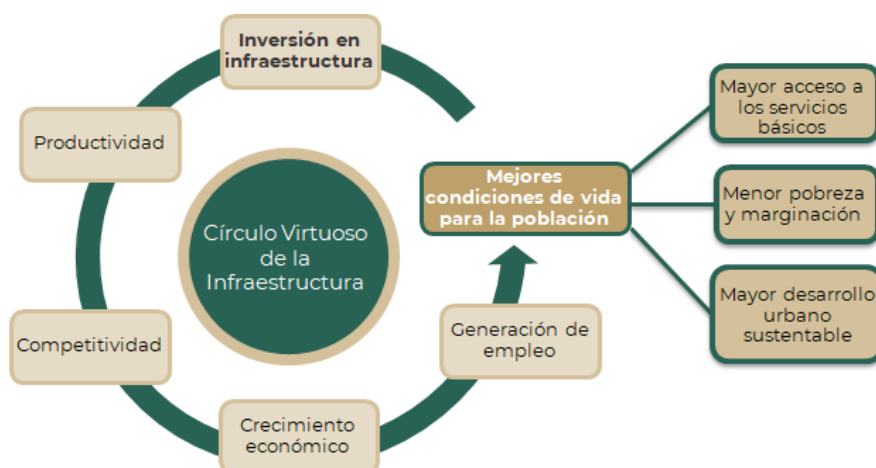 Inversión en
infraestructura
Productividad
Competitividad
Crecimiento
económico
Generación de
empleo
Círculo Virtuoso
de la
Infraestructura
Mejores
condiciones de vida
para la población
Mayor acceso a
los servicios
básicos
Menor pobreza
y marginación
Mayor desarrollo
urbano
sustentable